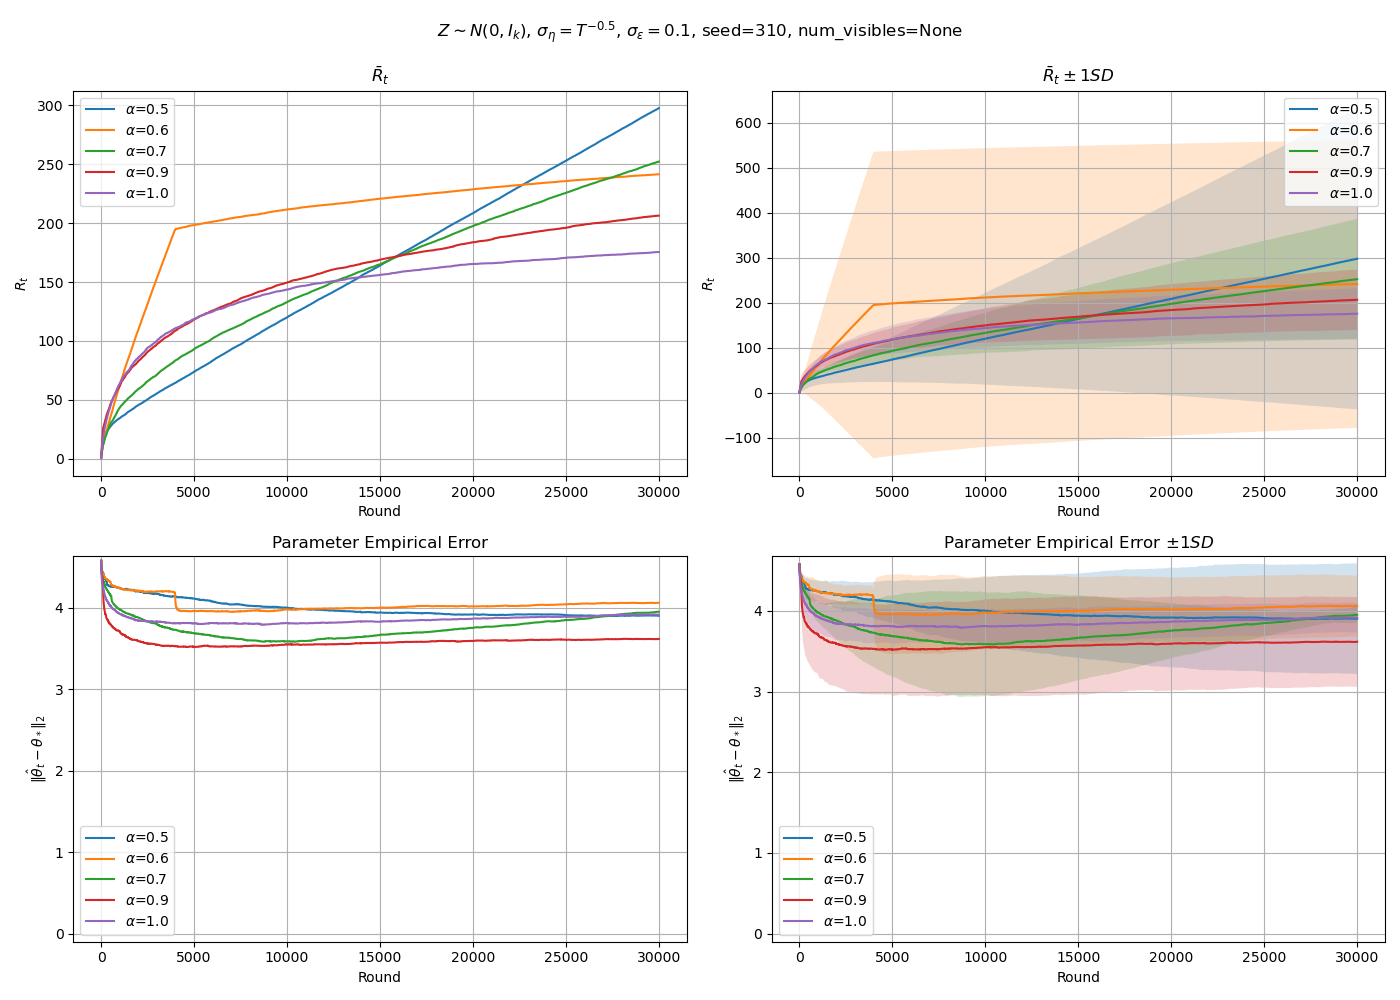 Z ∼ N(0, I_k), σ_η = T^{−0.5}, σ_ε = 0.1, seed=310, num_visibles=None
R̄_t
300
250
200
150
100
50
0
R_t
α=0.5
α=0.6
α=0.7
α=0.9
α=1.0
0 5000 10000 15000 20000 25000 30000
Round
R̄_t ± 1SD
600
500
400
300
200
100
0
−100
R_t
α=0.5
α=0.6
α=0.7
α=0.9
α=1.0
0 5000 10000 15000 20000 25000 30000
Round
Parameter Empirical Error
4
3
2
1
0
‖θ̂_t − θ_*‖_2
α=0.5
α=0.6
α=0.7
α=0.9
α=1.0
0 5000 10000 15000 20000 25000 30000
Round
Parameter Empirical Error ±1SD
4
3
2
1
0
‖θ̂_t − θ_*‖_2
α=0.5
α=0.6
α=0.7
α=0.9
α=1.0
0 5000 10000 15000 20000 25000 30000
Round